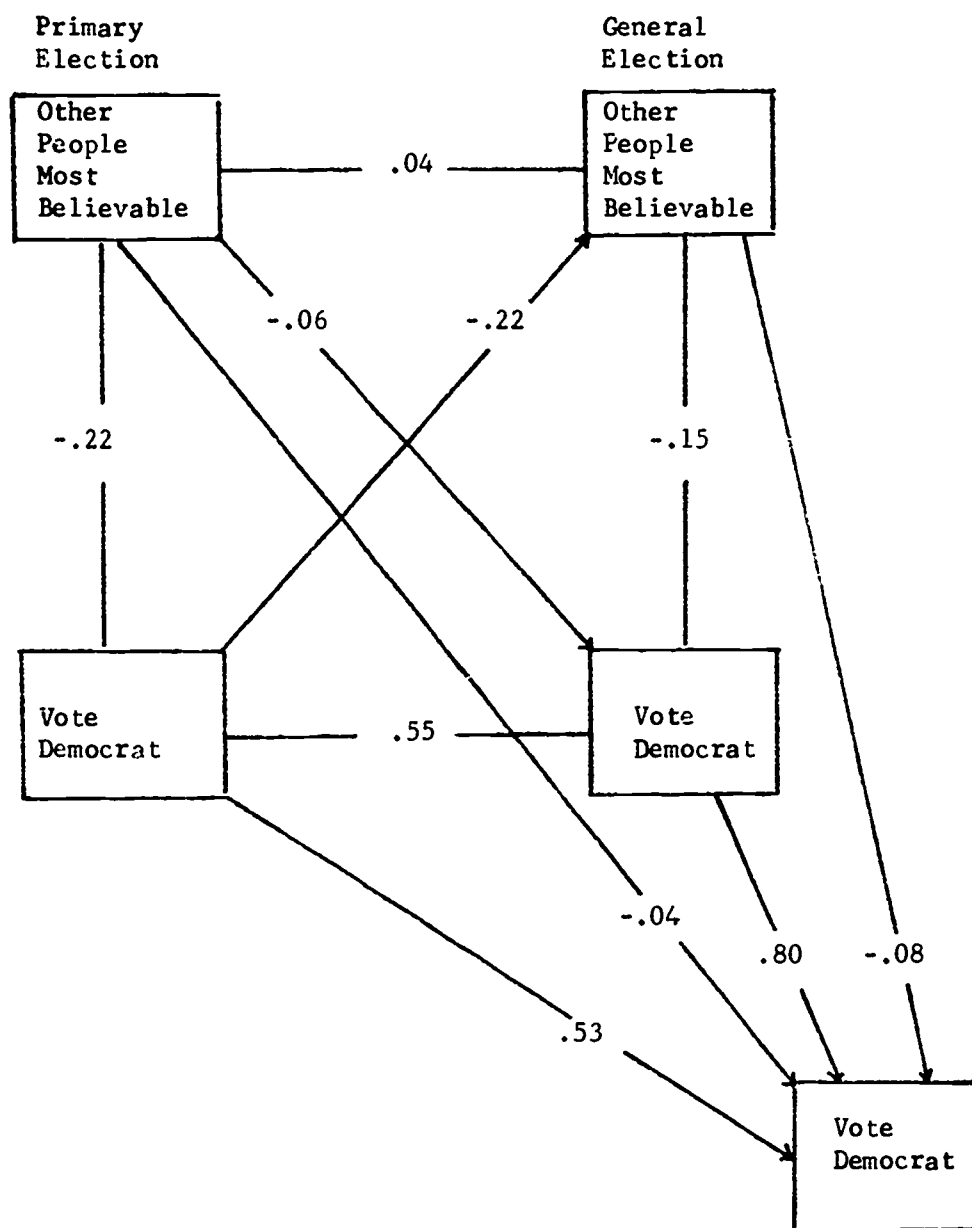 Primary
Election
General
Election
Other
People
Most
Believable
.04
Other
People
Most
Believable
-.06
-.22
-.22
-.15
Vote
Democrat
.55
Vote
Democrat
-.04
.80
-.08
.53
Vote
Democrat